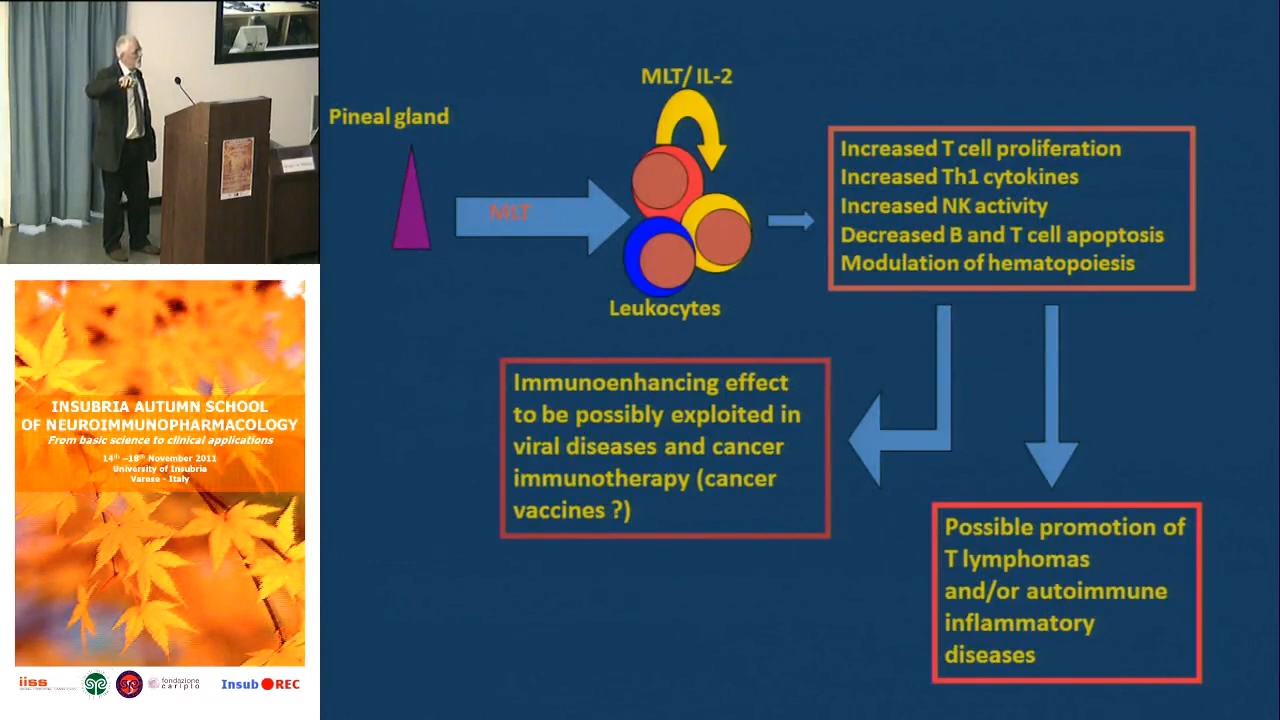 MLT/ IL-2
Pineal gland
MLT
Leukocytes
Increased T cell proliferation
Increased Th1 cytokines
Increased NK activity
Decreased B and T cell apoptosis
Modulation of hematopoiesis
Immunoenhancing effect
to be possibly exploited in
viral diseases and cancer
immunotherapy (cancer
vaccines ?)
Possible promotion of
T lymphomas
and/or autoimmune
inflammatory
diseases
INSUBRIA AUTUMN SCHOOL
OF NEUROIMMUNOPHARMACOLOGY
From basic science to clinical applications
14th –18th November 2011
University of Insubria
Varese - Italy
iiss
fondazione
cariplo
Insub REC